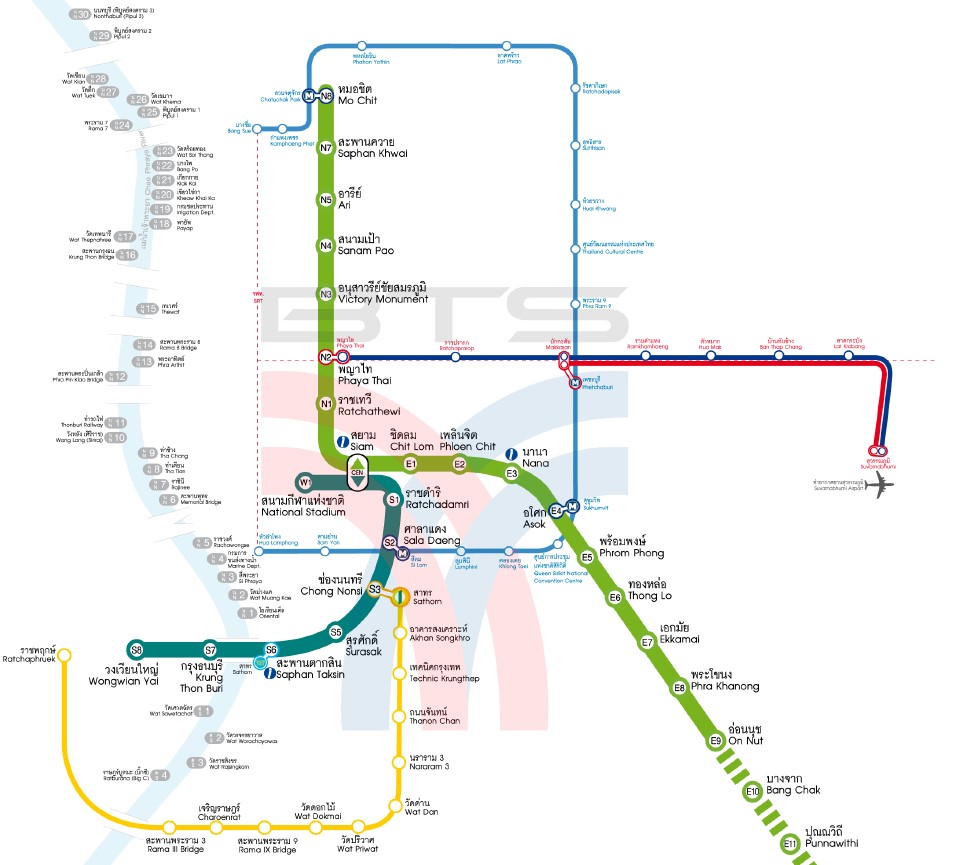 นนทบุรี (พิบูลสงคราม 3)
Nonthaburi (Pipul 3)
พิบูลสงคราม 2
Pipul 2
วัดเขียน
Wat Kian
วัดตึก
Wat Tuek
วัดเขมาฯ
Wat Khema
พิบูลสงคราม 1
Pipul 1
พระราม 7
Rama 7
วัดสร้อยทอง
Wat Soi Thong
บางโพ
Bang Po
เกียกกาย
Kiak Kai
เขียวไข่กา
Kheaw Khai Ka
กรมชลประทาน
Irrigation Dept.
พายัพ
Payap
วัดเทพนารี
Wat Thepnahree
สะพานกรุงธน
Krung Thon Bridge
แม่น้ำเจ้าพระยา Chao Phraya River
เทเวศร์
Thewet
สะพานพระราม 8
Rama 8 Bridge
พระอาทิตย์
Phra Arthit
สะพานพระปิ่นเกล้า
Phra Pin Klao Bridge
ท่ารถไฟ
Thonburi Railway
วังหลัง (ศิริราช)
Wang Lang (Siriraj)
ท่าช้าง
Tha Chang
ท่าเตียน
Tha Tien
ราชินี
Rajinee
สะพานพุทธ
Memorial Bridge
ราชวงศ์
Rachawongse
กรมการ
ขนส่งทางน้ำ
Marine Dept.
สี่พระยา
Si Phraya
วัดม่วงแค
Wat Muang Kae
โอเรียนเต็ล
Oriental
สาทร
Sathorn
วัดเศวตฉัตร
Wat Sawetachat
วัดวรจรรยาวาส
Wat Worachanyawas
วัดราชสิงขร
Wat Rajsingkorn
ราษฎร์บูรณะ (บิ๊กซี)
Ratburana (Big C)
N8
หมอชิต
Mo Chit
N7
สะพานควาย
Saphan Khwai
N5
อารีย์
Ari
N4
สนามเป้า
Sanam Pao
N3
อนุสาวรีย์ชัยสมรภูมิ
Victory Monument
BTS
N2
พญาไท
Phaya Thai
พญาไท
Phaya Thai
N1
ราชเทวี
Ratchathewi
สยาม
Siam
CEN
E1
ชิดลม
Chit Lom
E2
เพลินจิต
Phloen Chit
E3
นานา
Nana
E4
อโศก
Asok
E5
พร้อมพงษ์
Phrom Phong
E6
ทองหล่อ
Thong Lo
E7
เอกมัย
Ekkamai
E8
พระโขนง
Phra Khanong
E9
อ่อนนุช
On Nut
E10
บางจาก
Bang Chak
E11
ปุณณวิถี
Punnawithi
W1
สนามกีฬาแห่งชาติ
National Stadium
S1
ราชดำริ
Ratchadamri
S2
ศาลาแดง
Sala Daeng
S3
ช่องนนทรี
Chong Nonsi
S5
สุรศักดิ์
Surasak
S6
สะพานตากสิน
Saphan Taksin
S7
กรุงธนบุรี
Krung
Thon Buri
S8
วงเวียนใหญ่
Wongwian Yai
สวนจตุจักร
Chatuchak Park
พหลโยธิน
Phahon Yothin
ลาดพร้าว
Lat Phrao
รัชดาภิเษก
Ratchadapisek
สุทธิสาร
Sutthisan
ห้วยขวาง
Huai Khwang
ศูนย์วัฒนธรรมแห่งประเทศไทย
Thailand Cultural Centre
พระราม 9
Phra Ram 9
เพชรบุรี
Phetchaburi
สุขุมวิท
Sukhumvit
ศูนย์การประชุม
แห่งชาติสิริกิติ์
Queen Sirikit National
Convention Centre
คลองเตย
Khlong Toei
ลุมพินี
Lumphini
สีลม
Si Lom
สามย่าน
Sam Yan
หัวลำโพง
Hua Lamphong
บางซื่อ
Bang Sue
กำแพงเพชร
Kamphaeng Phet
รฟท.
SRT
ราชปรารภ
Ratchaprarop
มักกะสัน
Makkasan
รามคำแหง
Ramkhamhaeng
หัวหมาก
Hua Mak
บ้านทับช้าง
Ban Thap Chang
ลาดกระบัง
Lat Krabang
สุวรรณภูมิ
Suvarnabhumi
ท่าอากาศยานสุวรรณภูมิ
Suvarnabhumi Airport
สาทร
Sathorn
อาคารสงเคราะห์
Akhan Songkhro
เทคนิคกรุงเทพ
Technic Krungthep
ถนนจันทน์
Thanon Chan
นราราม 3
Nararam 3
วัดด่าน
Wat Dan
วัดปริวาศ
Wat Priwat
วัดดอกไม้
Wat Dokmai
สะพานพระราม 9
Rama IX Bridge
เจริญราษฎร์
Charoenrat
สะพานพระราม 3
Rama III Bridge
ราชพฤกษ์
Ratchaphruek